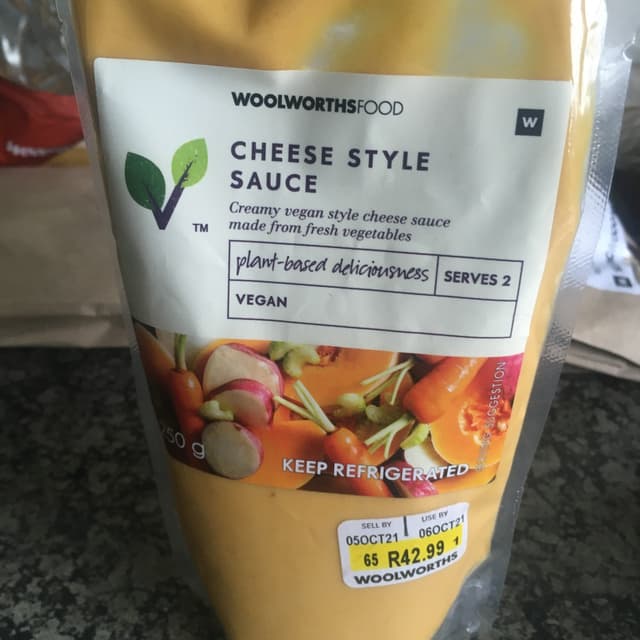 WOOLWORTHSFOOD
W
CHEESE STYLE
SAUCE
Creamy vegan style cheese sauce
made from fresh vegetables
TM
plant-based deliciousness SERVES 2
VEGAN
50 g
KEEP REFRIGERATED
SELL BY USE BY
05OCT21 06OCT21
65 R42.99 1
WOOLWORTHS